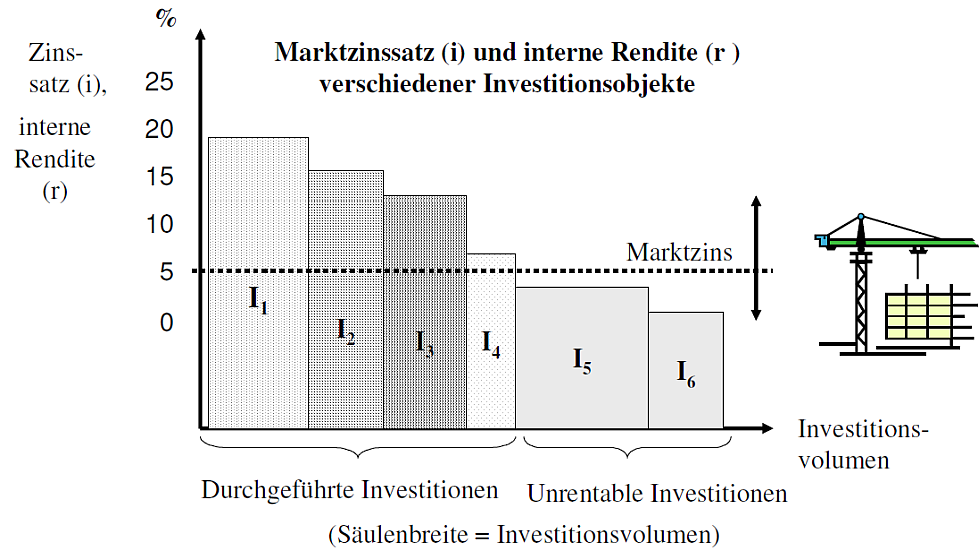 %
Zins-
satz (i),
interne
Rendite
(r)
Marktzinssatz (i) und interne Rendite (r )
verschiedener Investitionsobjekte
25
20
15
10
5
0
Marktzins
I1
I2
I3
I4
I5
I6
Investitions-
volumen
Durchgeführte Investitionen
Unrentable Investitionen
(Säulenbreite = Investitionsvolumen)